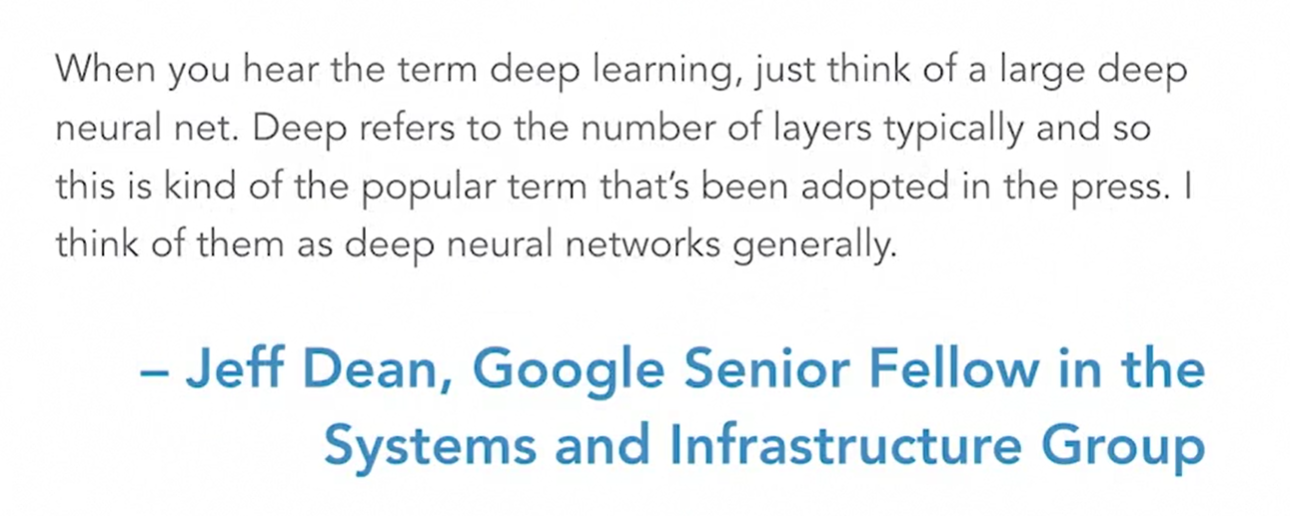 When you hear the term deep learning, just think of a large deep
neural net. Deep refers to the number of layers typically and so
this is kind of the popular term that’s been adopted in the press. I
think of them as deep neural networks generally.
– Jeff Dean, Google Senior Fellow in the
Systems and Infrastructure Group